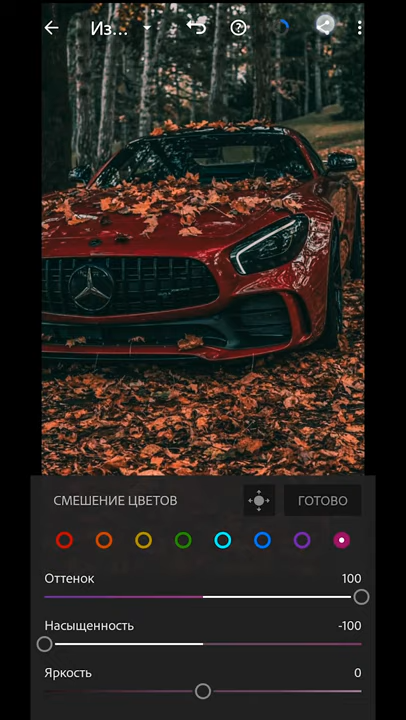 Из...
СМЕШЕНИЕ ЦВЕТОВ
ГОТОВО
Оттенок 100
Насыщенность -100
Яркость 0